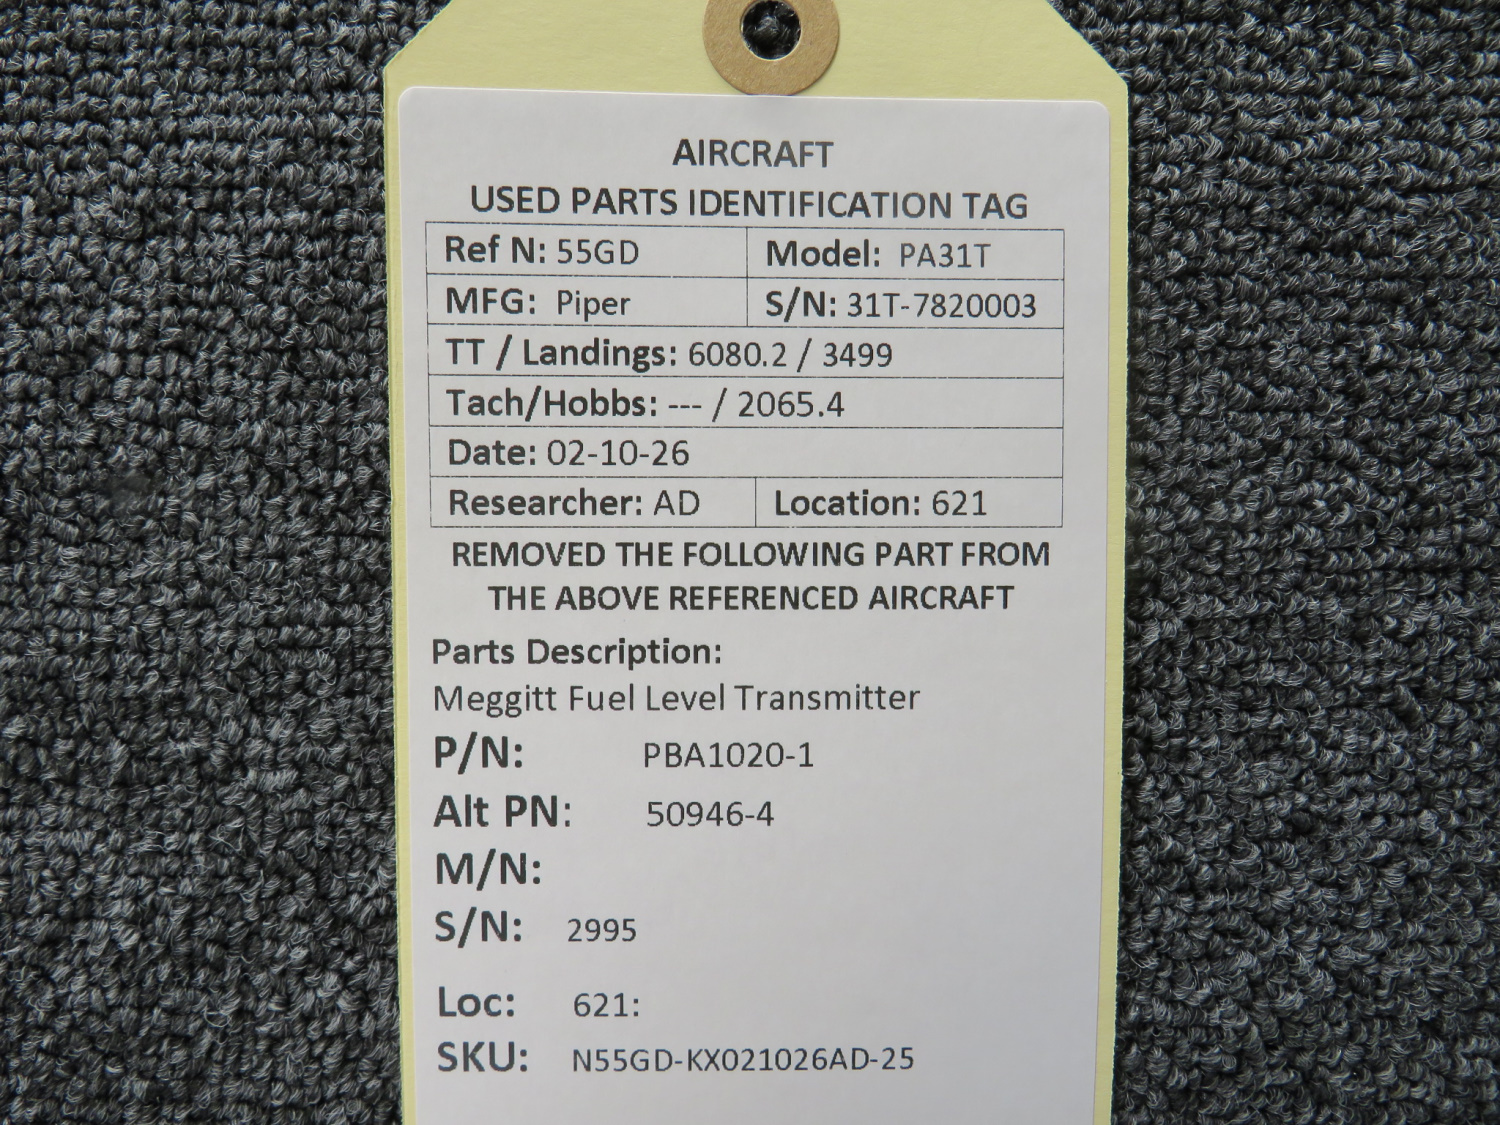 AIRCRAFT
USED PARTS IDENTIFICATION TAG
Ref N: 55GD Model: PA31T
MFG: Piper S/N: 31T-7820003
TT / Landings: 6080.2 / 3499
Tach/Hobbs: --- / 2065.4
Date: 02-10-26
Researcher: AD Location: 621
REMOVED THE FOLLOWING PART FROM
THE ABOVE REFERENCED AIRCRAFT
Parts Description:
Meggitt Fuel Level Transmitter
P/N: PBA1020-1
Alt PN: 50946-4
M/N:
S/N: 2995
Loc: 621:
SKU: N55GD-KX021026AD-25